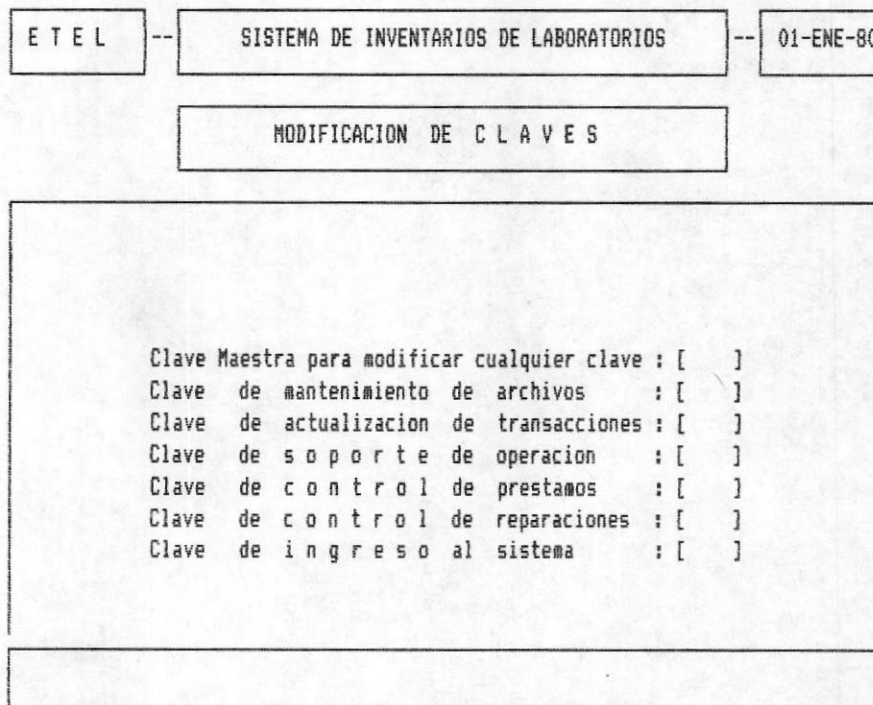 E T E L -- SISTEMA DE INVENTARIOS DE LABORATORIOS -- 01-ENE-80
MODIFICACION DE C L A V E S
Clave Maestra para modificar cualquier clave : [ ]
Clave de mantenimiento de archivos : [ ]
Clave de actualizacion de transacciones : [ ]
Clave de s o p o r t e de operacion : [ ]
Clave de c o n t r o l de prestamos : [ ]
Clave de c o n t r o l de reparaciones : [ ]
Clave de i n g r e s o al sistema : [ ]